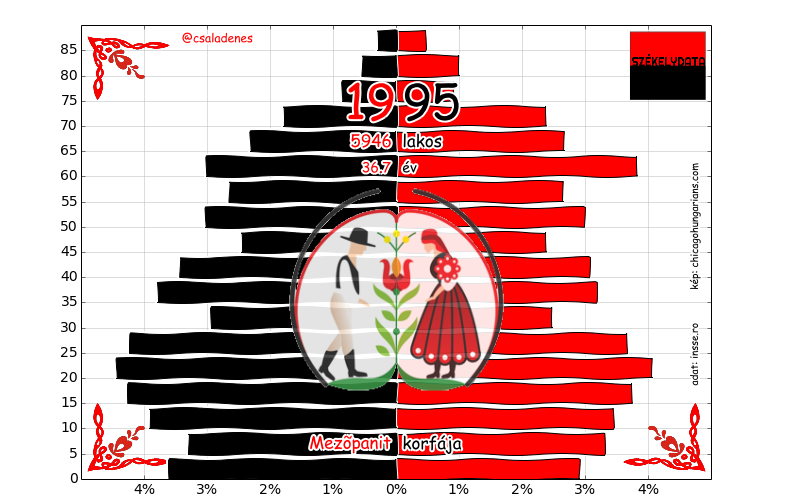 @csaladenes
SZÉKELYDATA
1995
5946 lakos
36.7 év
kép: chicagohungarians.com
adat: insse.ro
Mezõpanit korfája
85
80
75
70
65
60
55
50
45
40
35
30
25
20
15
10
5
0
4% 3% 2% 1% 0% 1% 2% 3% 4%